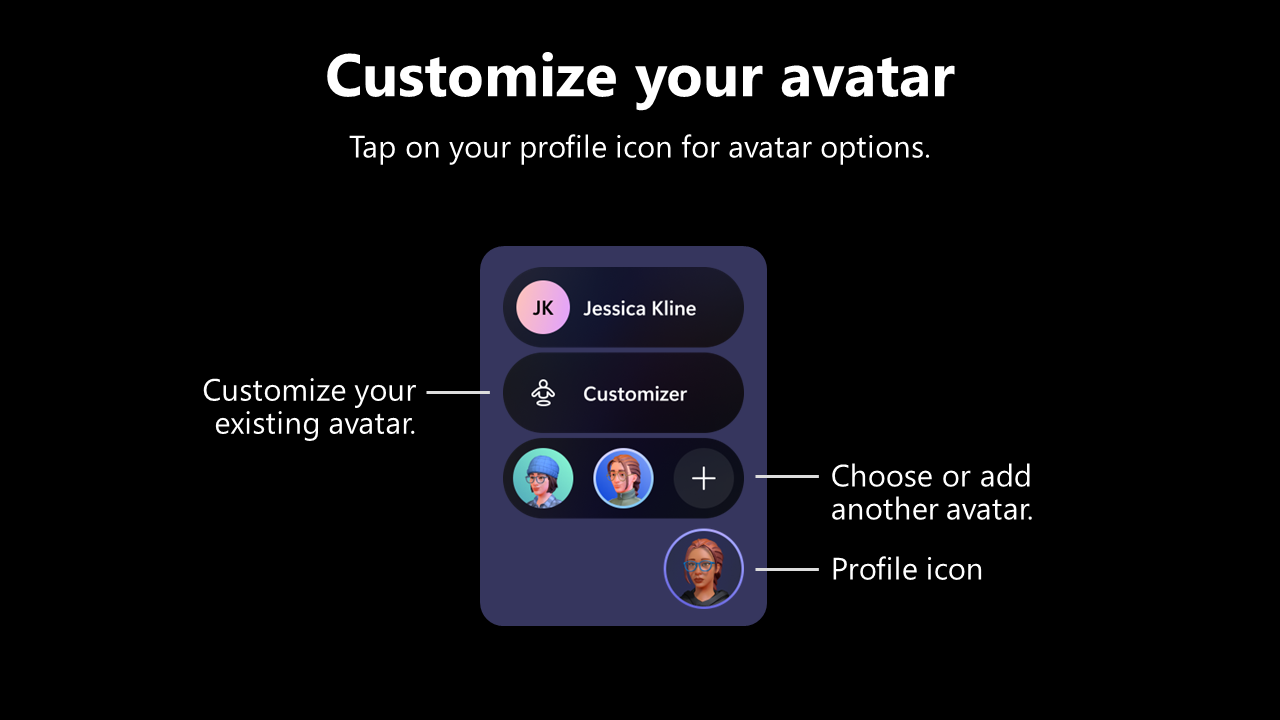 Customize your avatar
Tap on your profile icon for avatar options.
JK Jessica Kline
Customize your
existing avatar.
Customizer
Choose or add
another avatar.
Profile icon